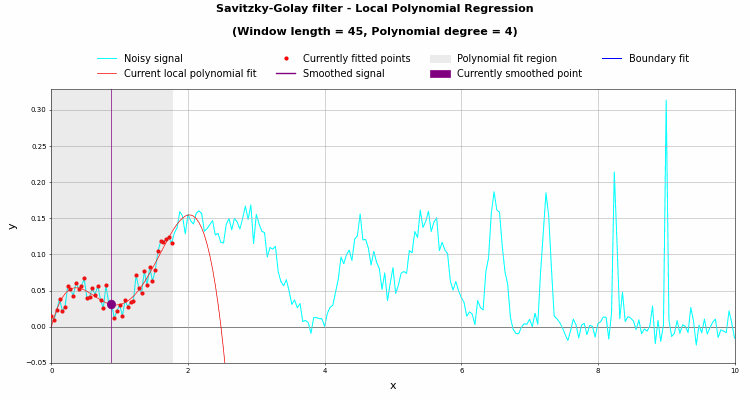 Savitzky-Golay filter - Local Polynomial Regression
(Window length = 45, Polynomial degree = 4)
Noisy signal Currently fitted points Polynomial fit region Boundary fit
Current local polynomial fit Smoothed signal Currently smoothed point
0.30
0.25
0.20
0.15
0.10
0.05
0.00
−0.05
y
0 2 4 6 8 10
x